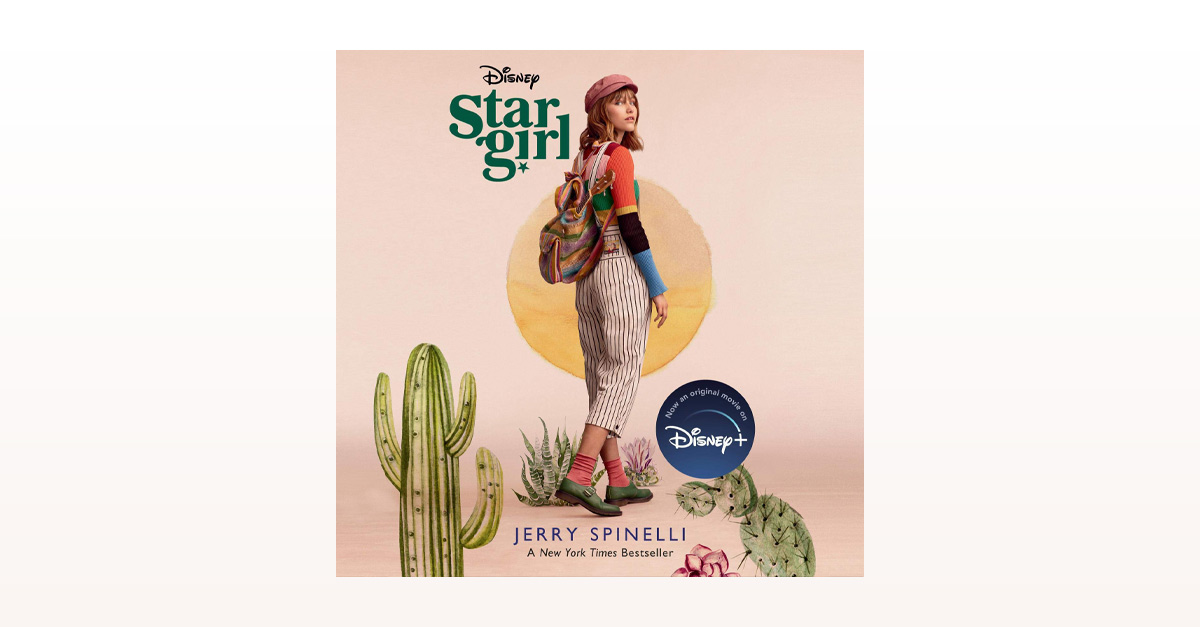 Disney
Star
girl
Now an original movie on
Disney+
JERRY SPINELLI
A New York Times Bestseller